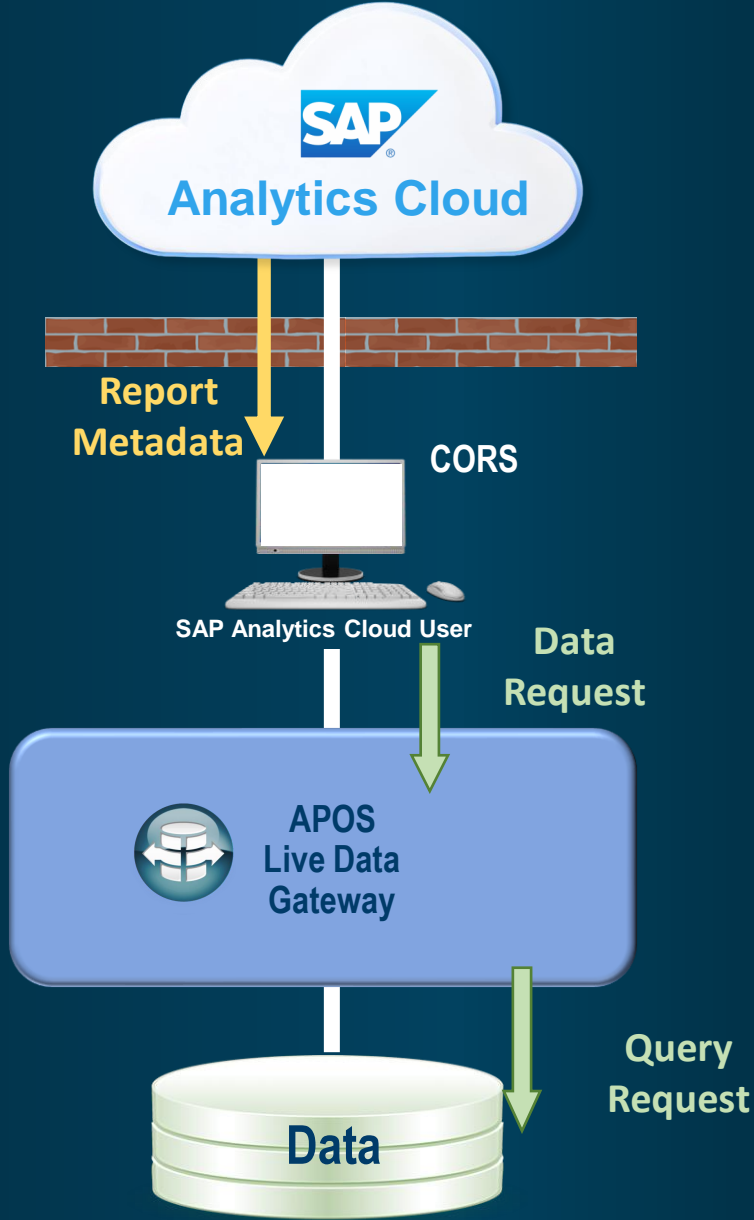 SAP
®
Analytics Cloud
Report
Metadata
CORS
SAP Analytics Cloud User
Data
Request
APOS
Live Data
Gateway
Query
Request
Data